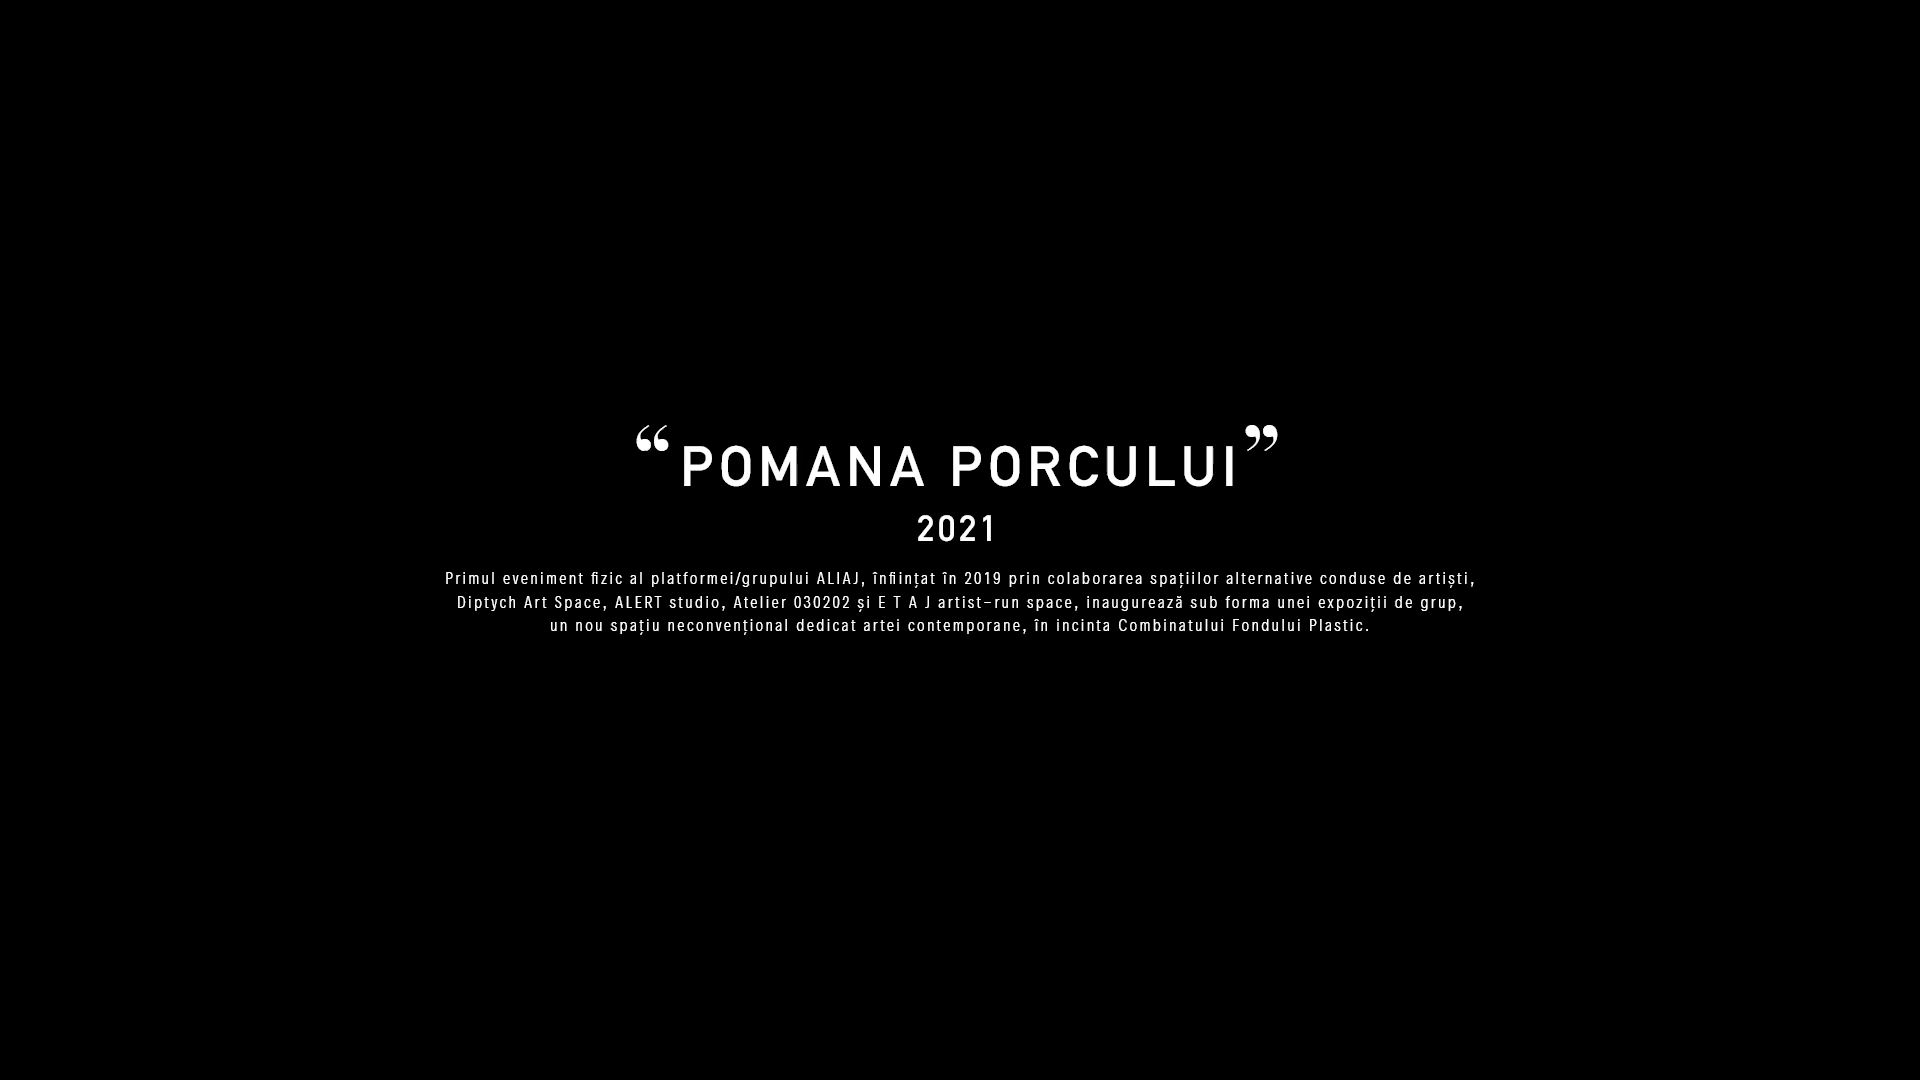 “POMANA PORCULUI”
2021
Primul eveniment fizic al platformei/grupului ALIAJ, înființat în 2019 prin colaborarea spațiilor alternative conduse de artiști,
Diptych Art Space, ALERT studio, Atelier 030202 și E T A J artist–run space, inaugurează sub forma unei expoziții de grup,
un nou spațiu neconvențional dedicat artei contemporane, în incinta Combinatului Fondului Plastic.